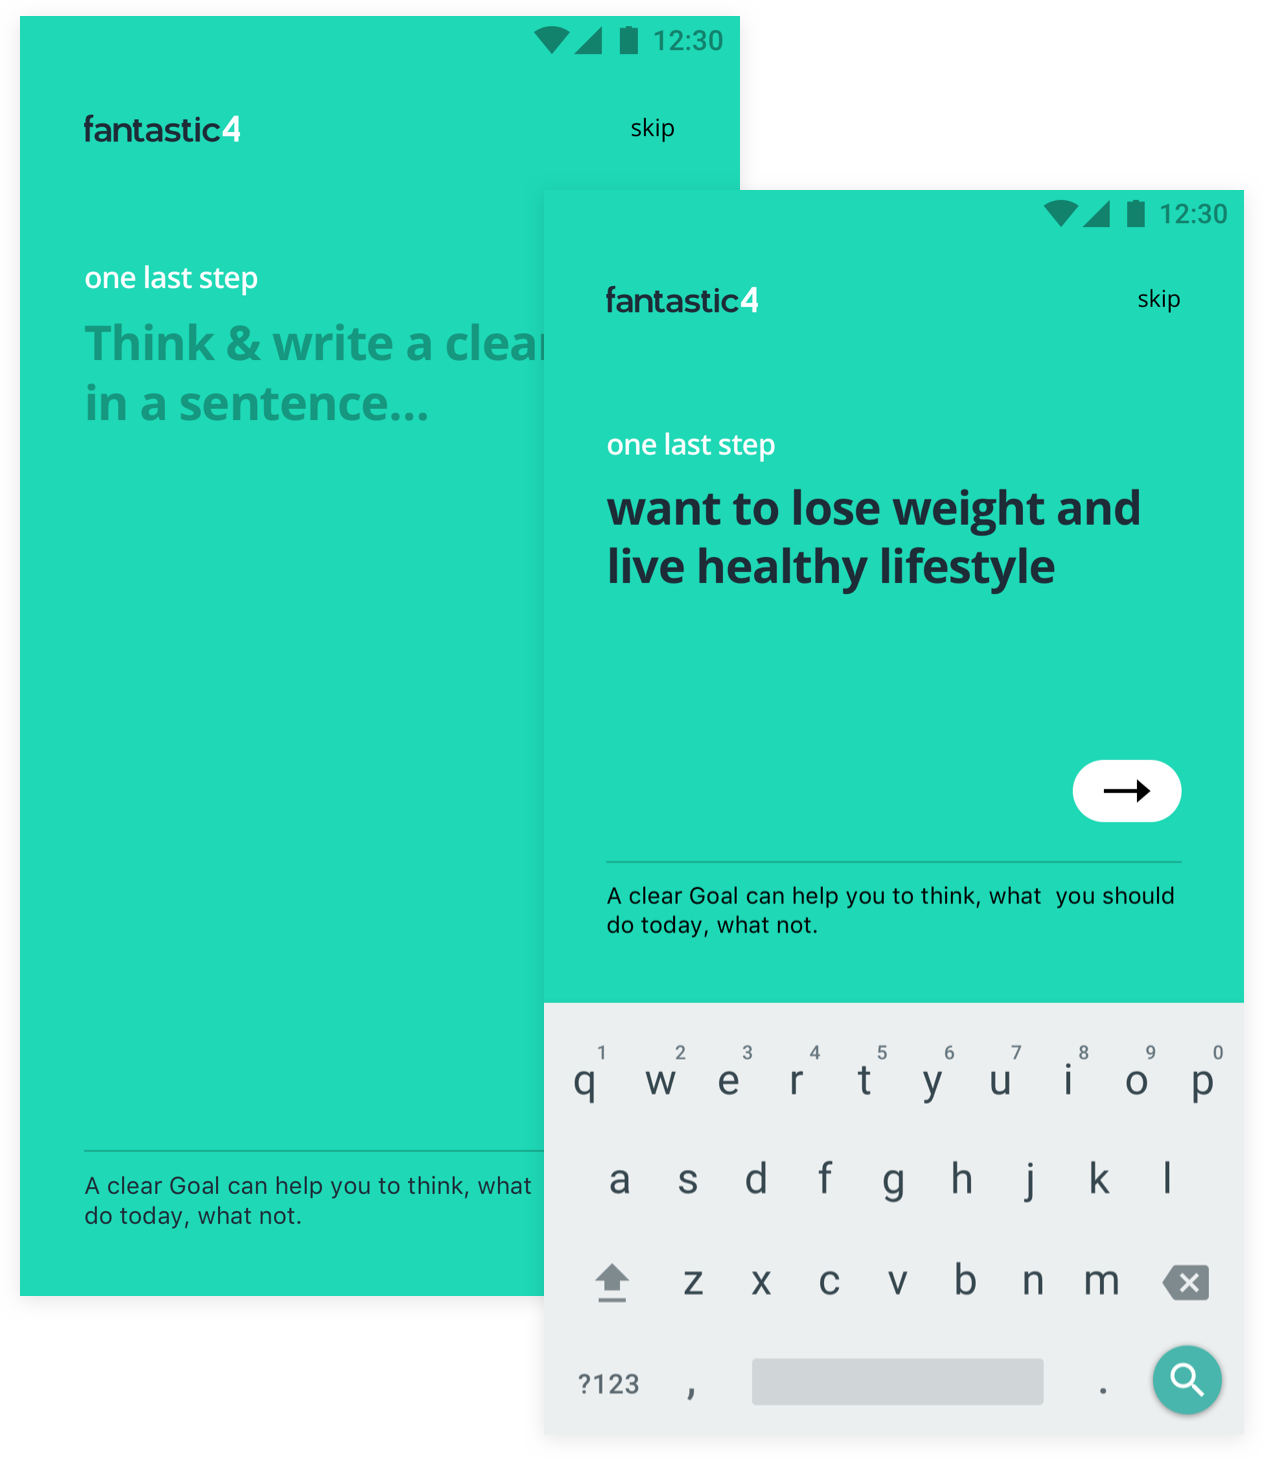 12:30
fantastic4
skip
one last step
Think & write a clear
in a sentence...
A clear Goal can help you to think, what
do today, what not.
12:30
fantastic4
skip
one last step
want to lose weight and
live healthy lifestyle
A clear Goal can help you to think, what  you should
do today, what not.
1 2 3 4 5 6 7 8 9 0
q w e r t y u i o p
a s d f g h j k l
z x c v b n m
?123 , .